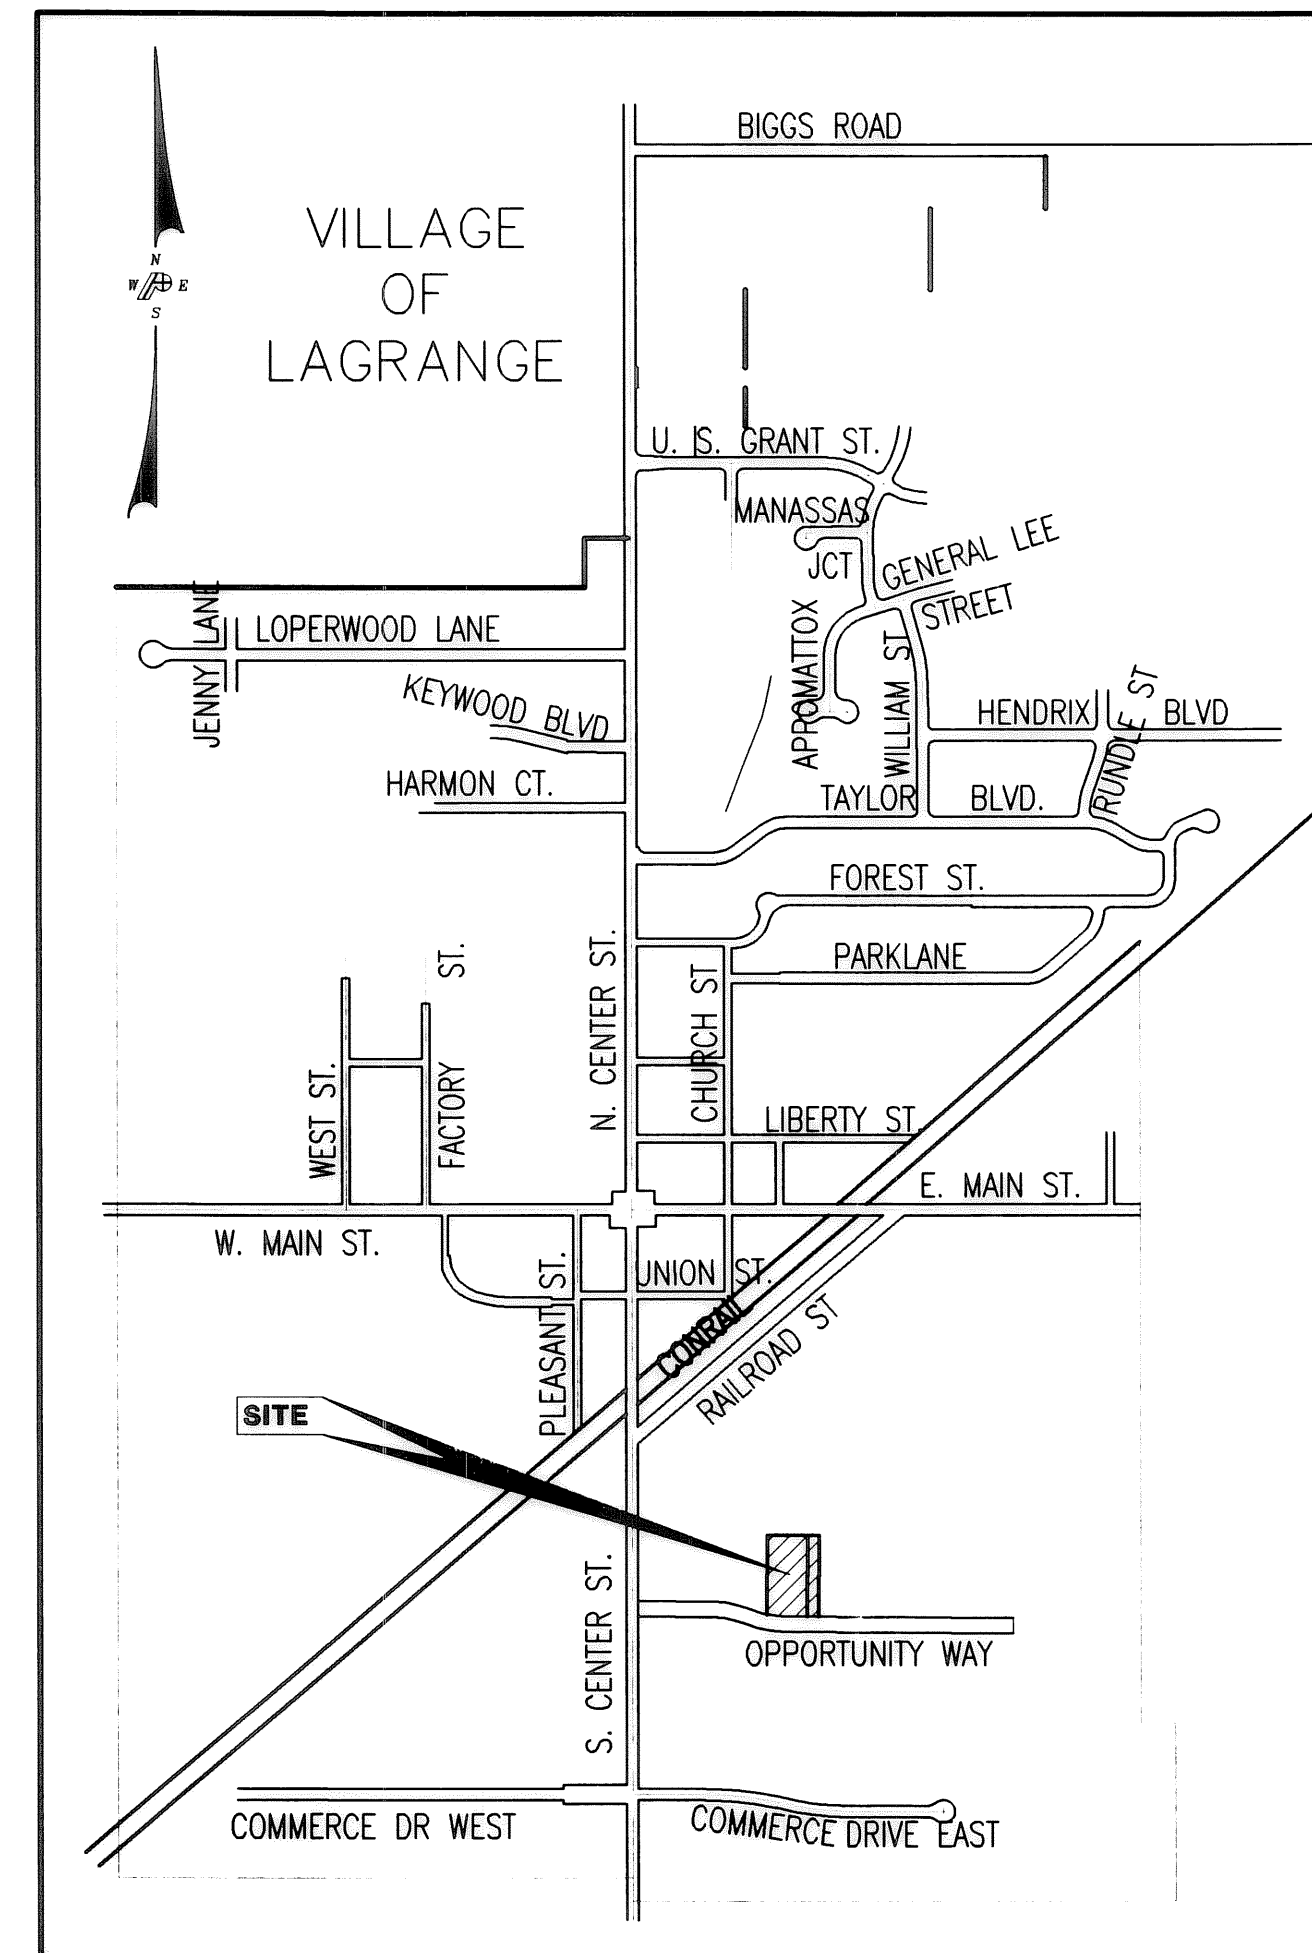 BIGGS ROAD
VILLAGE
OF
LAGRANGE
N
W E
S
U. S. GRANT ST.
MANASSAS
JCT
GENERAL LEE
STREET
JENNY LANE
LOPERWOOD LANE
KEYWOOD BLVD
APPOMATTOX
WILLIAM ST
HENDRIX BLVD
RUNDLE ST
HARMON CT.
TAYLOR BLVD.
FOREST ST.
PARKLANE
N. CENTER ST.
CHURCH ST
WEST ST.
FACTORY ST.
LIBERTY ST.
E. MAIN ST.
W. MAIN ST.
PLEASANT ST.
UNION ST.
CONRAIL
RAILROAD ST
SITE
S. CENTER ST.
OPPORTUNITY WAY
COMMERCE DR WEST
COMMERCE DRIVE EAST